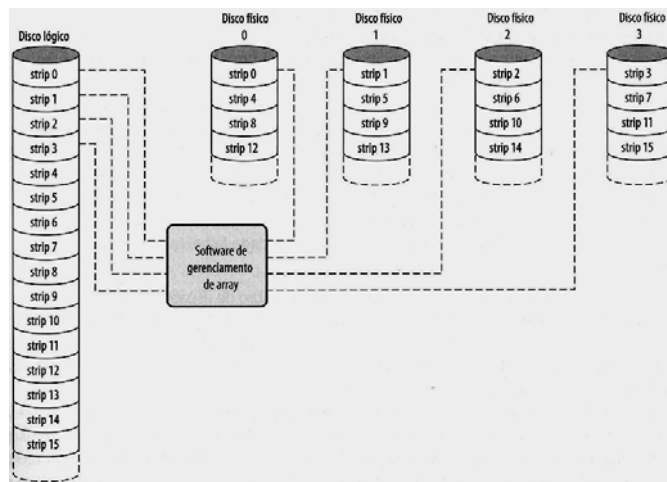 Disco lógico
strip 0
strip 1
strip 2
strip 3
strip 4
strip 5
strip 6
strip 7
strip 8
strip 9
strip 10
strip 11
strip 12
strip 13
strip 14
strip 15
Disco físico
0
strip 0
strip 4
strip 8
strip 12
Disco físico
1
strip 1
strip 5
strip 9
strip 13
Disco físico
2
strip 2
strip 6
strip 10
strip 14
Disco físico
3
strip 3
strip 7
strip 11
strip 15
Software de
gerenciamento
de array